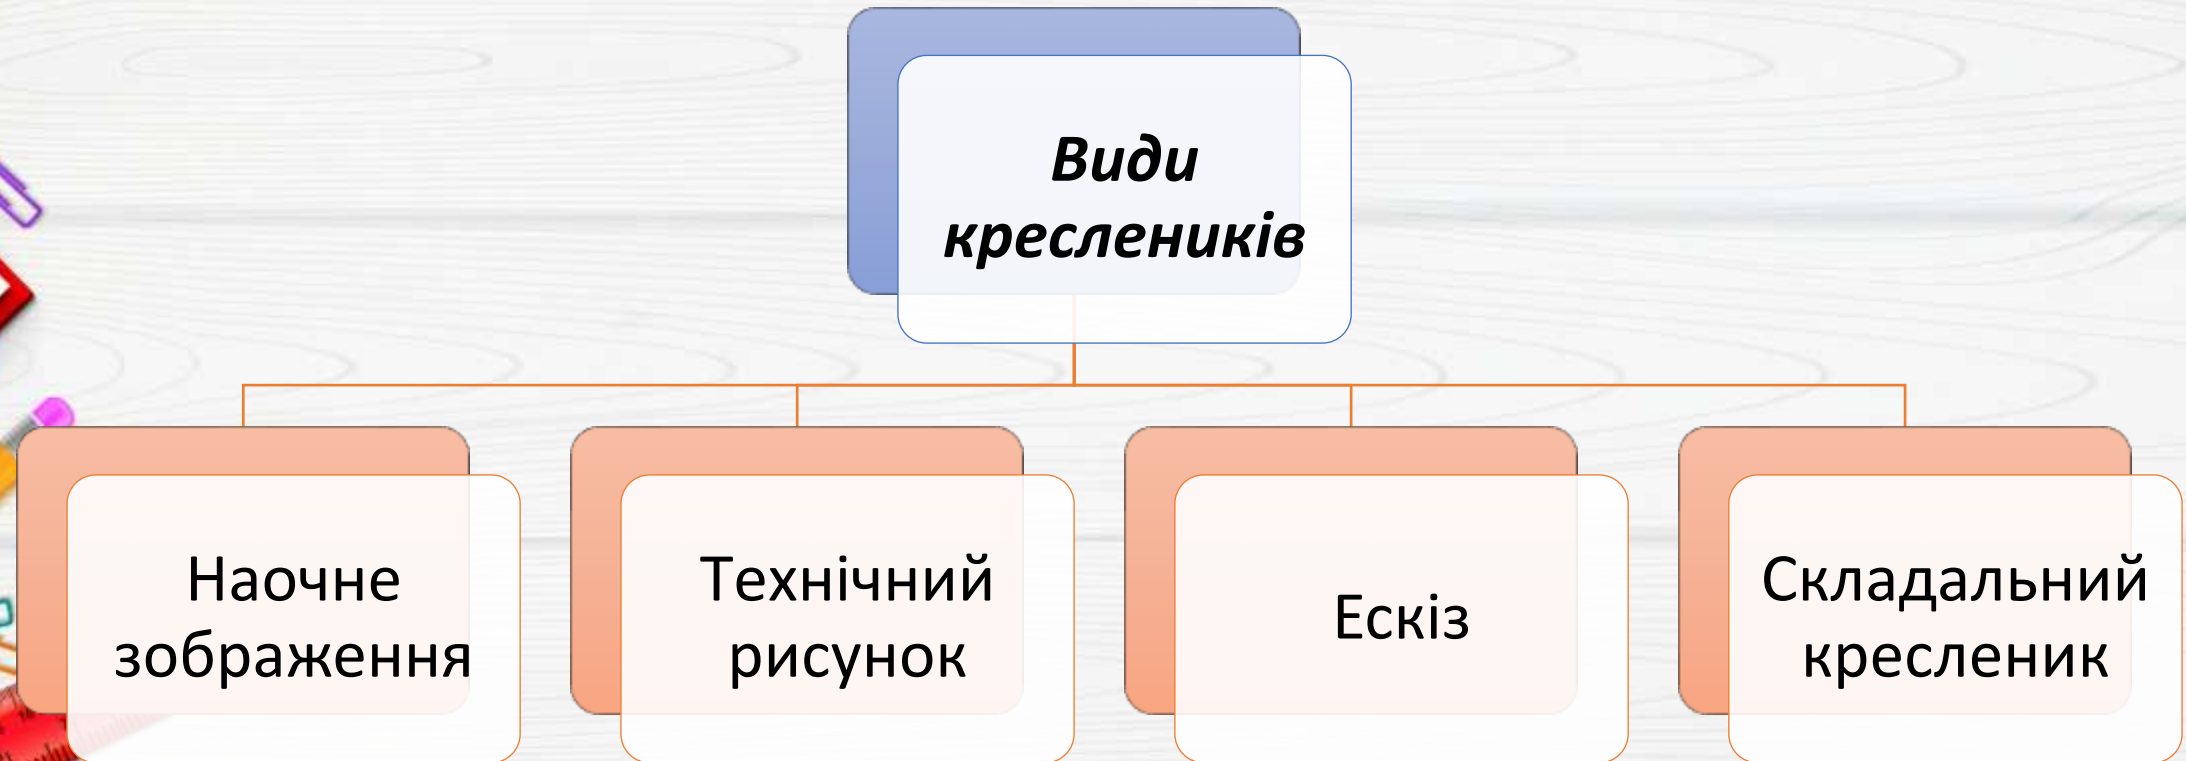 Види
креслеників
Наочне
зображення
Технічний
рисунок
Ескіз
Складальний
кресленик